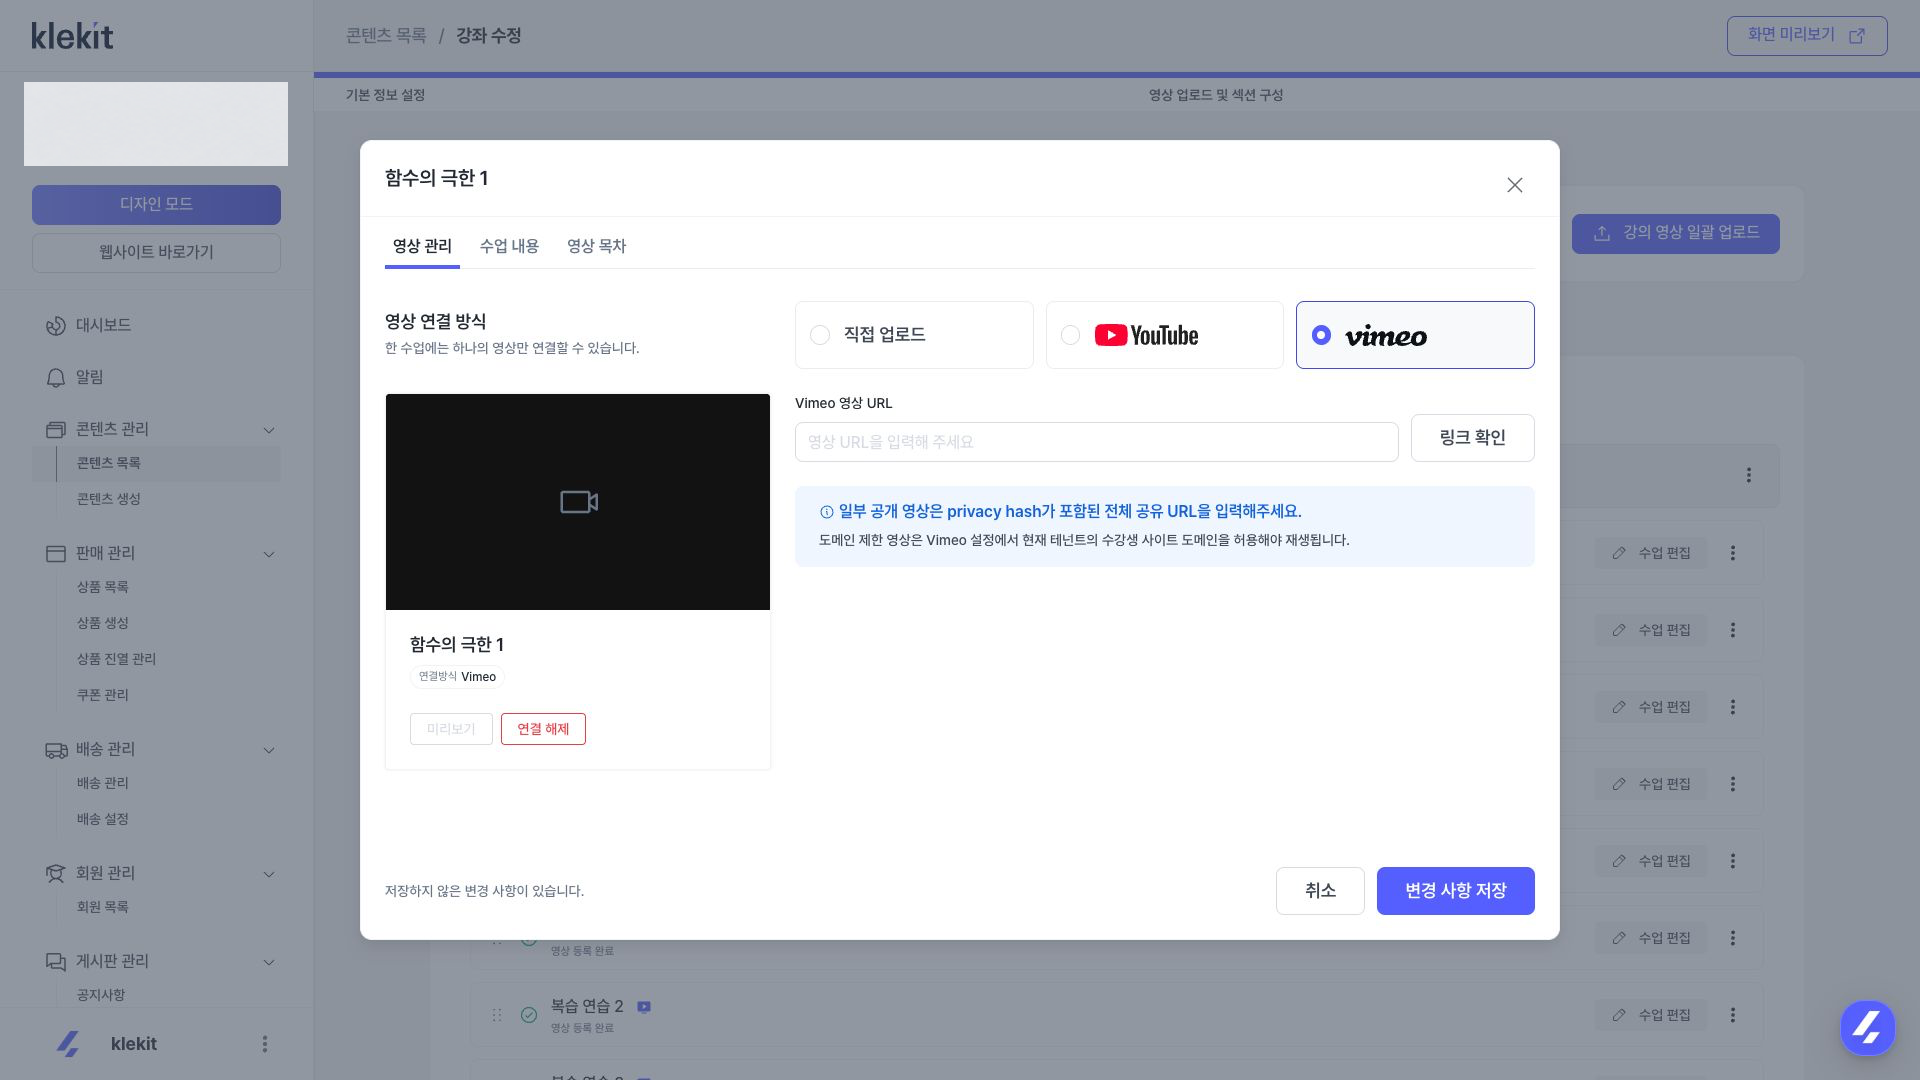 klekit
콘텐츠 목록 / 강좌 수정
화면 미리보기
기본 정보 설정
영상 업로드 및 섹션 구성
디자인 모드
웹사이트 바로가기
대시보드
알림
콘텐츠 관리
콘텐츠 목록
콘텐츠 생성
판매 관리
상품 목록
상품 생성
상품 진열 관리
쿠폰 관리
배송 관리
배송 관리
배송 설정
회원 관리
회원 목록
게시판 관리
공지사항
klekit
강의 영상 일괄 업로드
함수의 극한 1
영상 관리 수업 내용 영상 목차
영상 연결 방식
한 수업에는 하나의 영상만 연결할 수 있습니다.
직접 업로드
YouTube
vimeo
Vimeo 영상 URL
영상 URL을 입력해 주세요
링크 확인
일부 공개 영상은 privacy hash가 포함된 전체 공유 URL을 입력해주세요.
도메인 제한 영상은 Vimeo 설정에서 현재 테넌트의 수강생 사이트 도메인을 허용해야 재생됩니다.
함수의 극한 1
연결방식 Vimeo
미리보기
연결 해제
저장하지 않은 변경 사항이 있습니다.
취소
변경 사항 저장
수업 편집
수업 편집
수업 편집
수업 편집
수업 편집
영상 등록 완료
수업 편집
복습 연습 2
영상 등록 완료
수업 편집